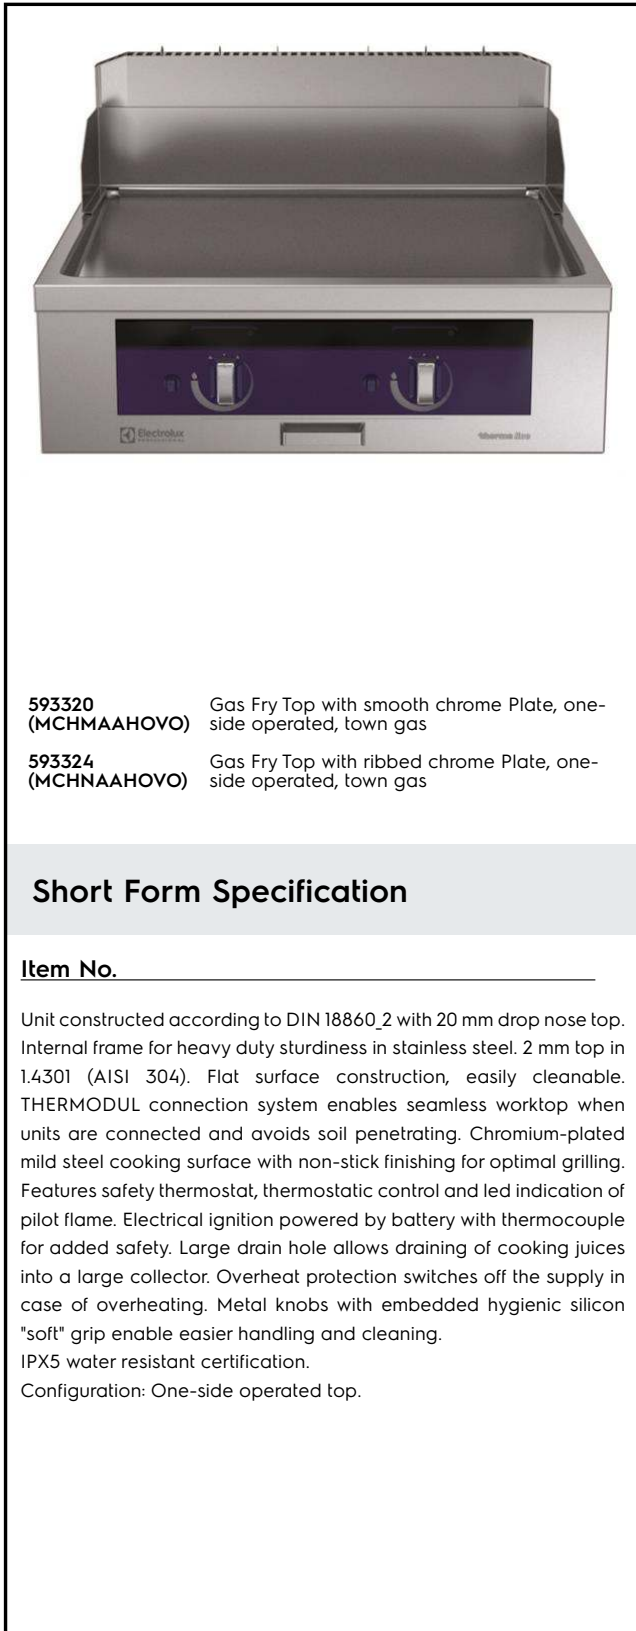 Electrolux
PROFESSIONAL
thermaline
593320 Gas Fry Top with smooth chrome Plate, one-
(MCHMAAHOVO) side operated, town gas
593324 Gas Fry Top with ribbed chrome Plate, one-
(MCHNAAHOVO) side operated, town gas
Short Form Specification
Item No.
Unit constructed according to DIN 18860_2 with 20 mm drop nose top.
Internal frame for heavy duty sturdiness in stainless steel. 2 mm top in
1.4301 (AISI 304). Flat surface construction, easily cleanable.
THERMODUL connection system enables seamless worktop when
units are connected and avoids soil penetrating. Chromium-plated
mild steel cooking surface with non-stick finishing for optimal grilling.
Features safety thermostat, thermostatic control and led indication of
pilot flame. Electrical ignition powered by battery with thermocouple
for added safety. Large drain hole allows draining of cooking juices
into a large collector. Overheat protection switches off the supply in
case of overheating. Metal knobs with embedded hygienic silicon
"soft" grip enable easier handling and cleaning.
IPX5 water resistant certification.
Configuration: One-side operated top.